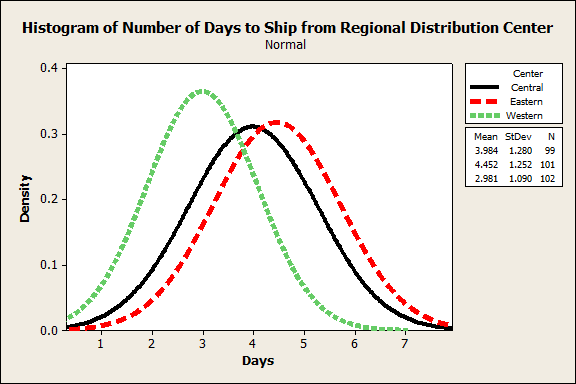 Histogram of Number of Days to Ship from Regional Distribution Center
Normal
0.4
0.3
0.2
0.1
0.0
Density
1 2 3 4 5 6 7
Days
Center
Central
Eastern
Western
Mean StDev N
3.984 1.280 99
4.452 1.252 101
2.981 1.090 102